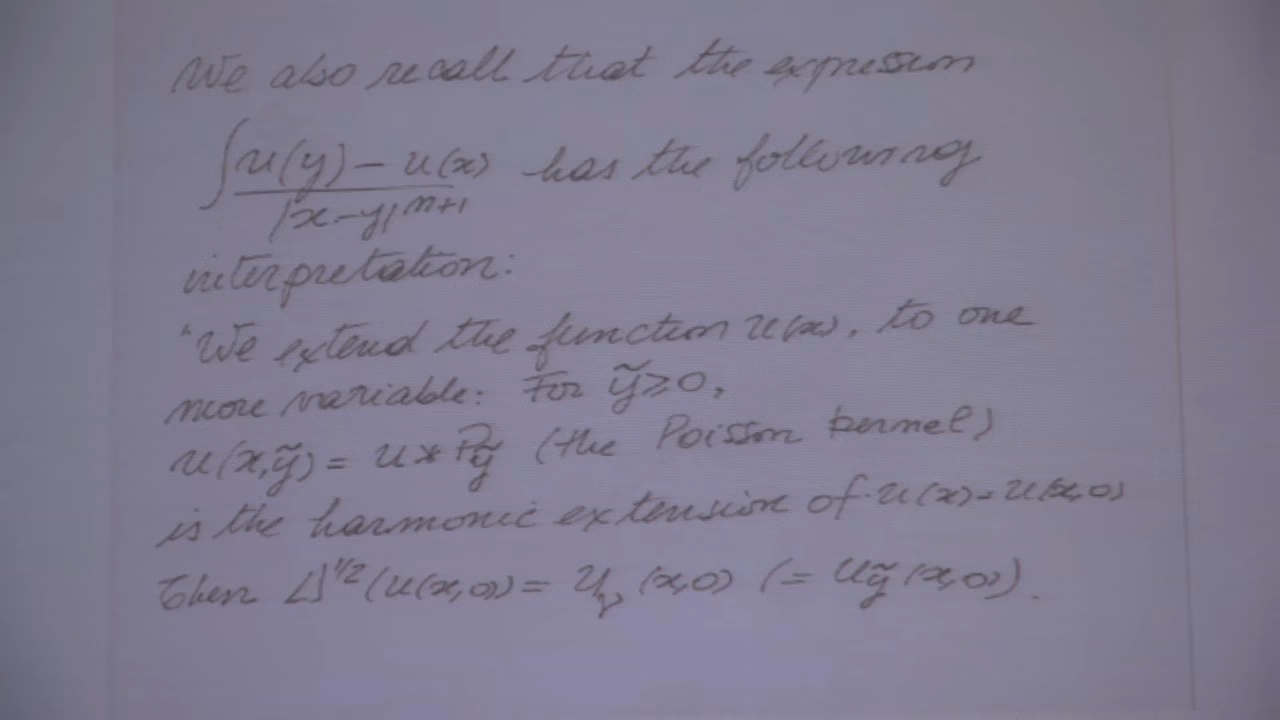 We also recall that the expression
∫ u(y) - u(x) / |x-y|^{n+1} has the following
interpretation:
"We extend the function u(x), to one
more variable: For ỹ ≥ 0,
u(x,ỹ) = u * P_ỹ (the Poisson kernel)
is the harmonic extension of u(x) = u(x,0)
Then Δ^{1/2} (u(x,0)) = u_ν (x,0) (= u_ỹ (x,0)).